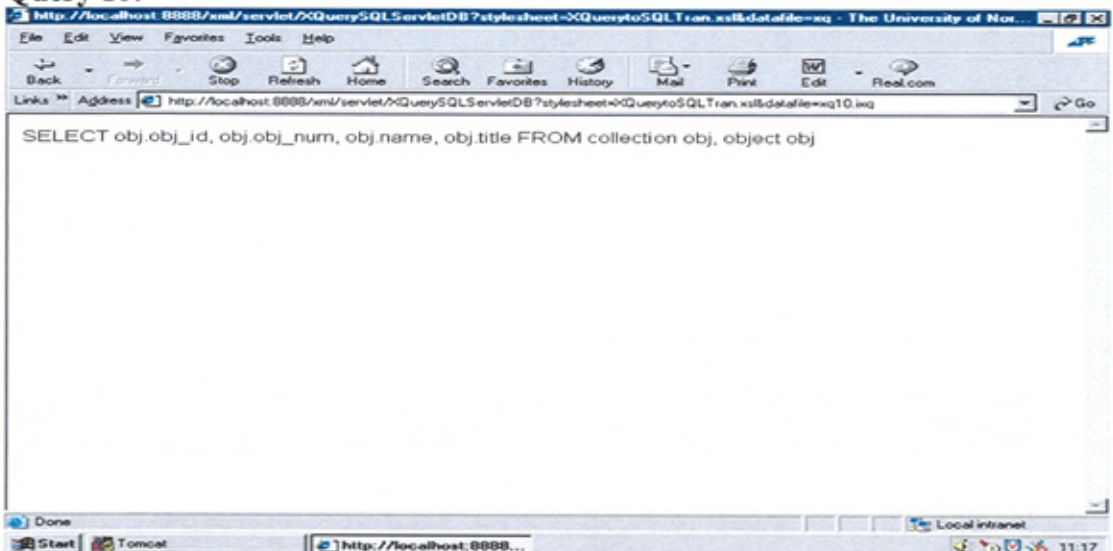 http://localhost:8888/xml/servlet/XQuerySQLServletDB?stylesheet=XQuerytoSQLTran.xsl&datafile=xq - The University of Nor...
File Edit View Favorites Tools Help
Back Forward Stop Refresh Home Search Favorites History Mail Print Edit Real.com
Links » Address http://localhost:8888/xml/servlet/XQuerySQLServletDB?stylesheet=XQuerytoSQLTran.xsl&datafile=xq10.ixq Go
SELECT obj.obj_id, obj.obj_num, obj.name, obj.title FROM collection obj, object obj
Done Local intranet
Start Tomcat http://localhost:8888... 11:17